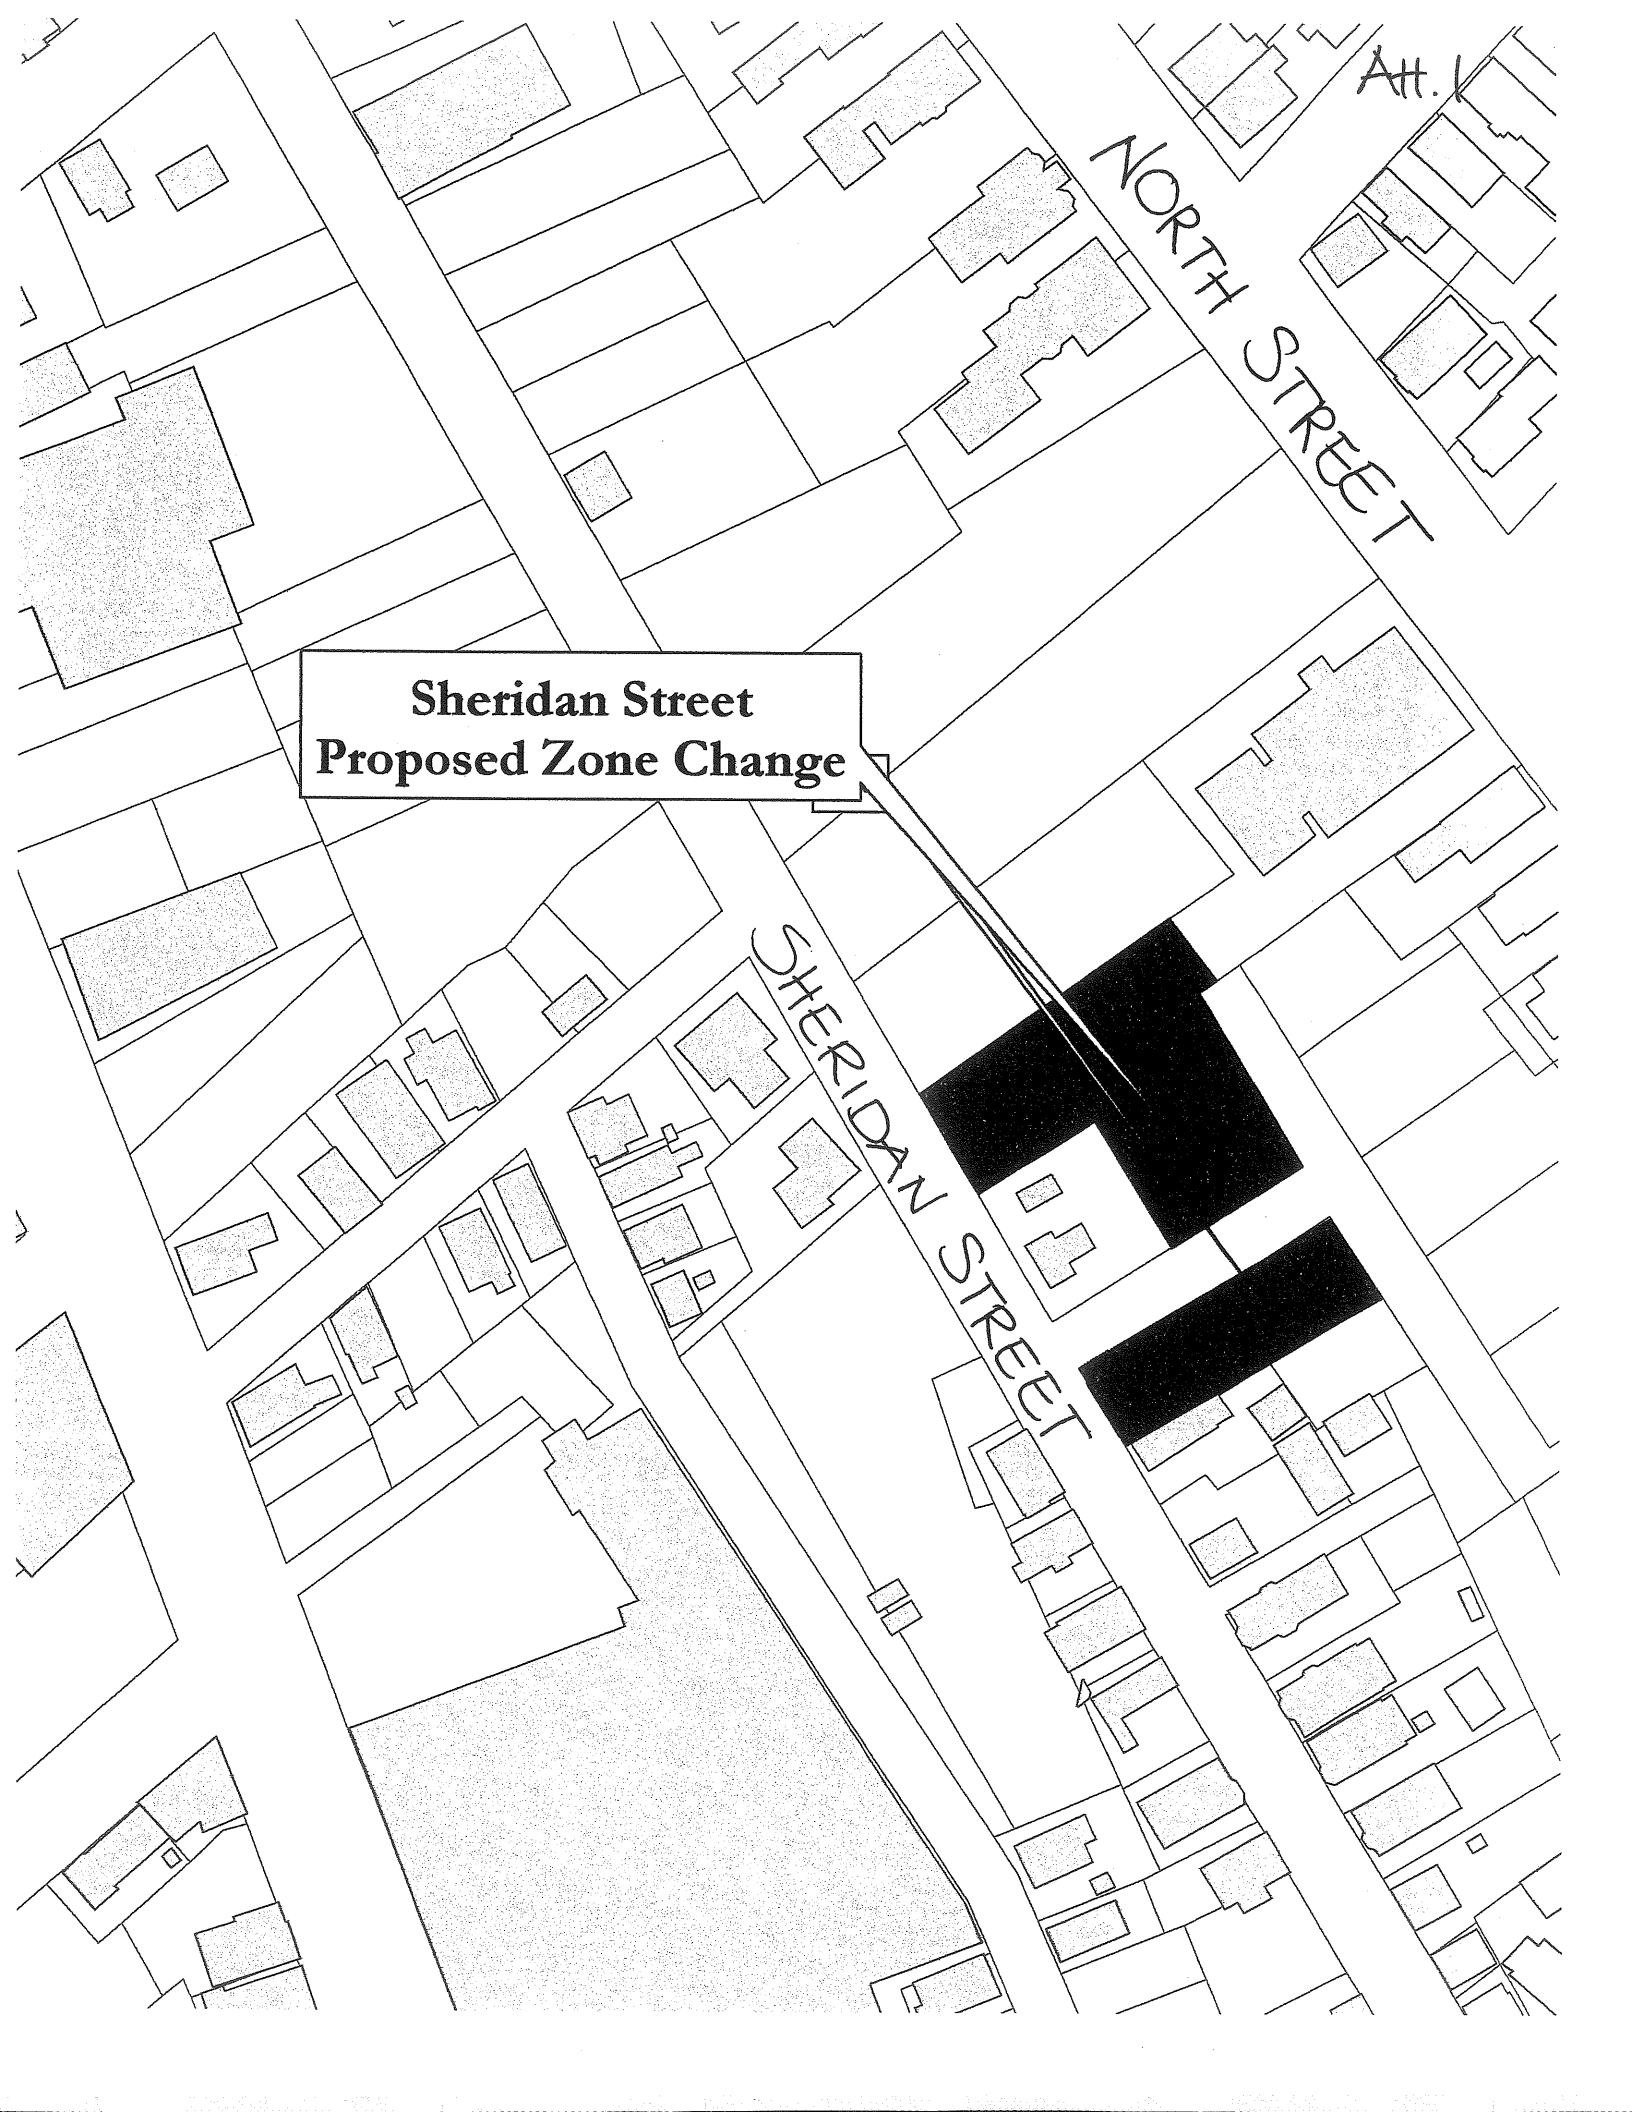 Att. 1
NORTH STREET
Sheridan Street
Proposed Zone Change
SHERIDAN STREET